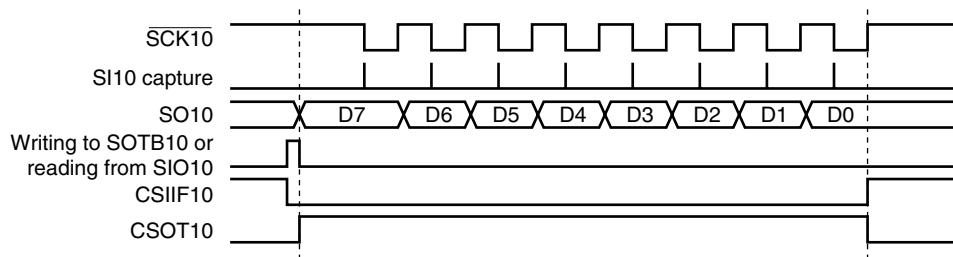 SCK10
SI10 capture
SO10 D7 D6 D5 D4 D3 D2 D1 D0
Writing to SOTB10 or
reading from SIO10
CSIIF10
CSOT10